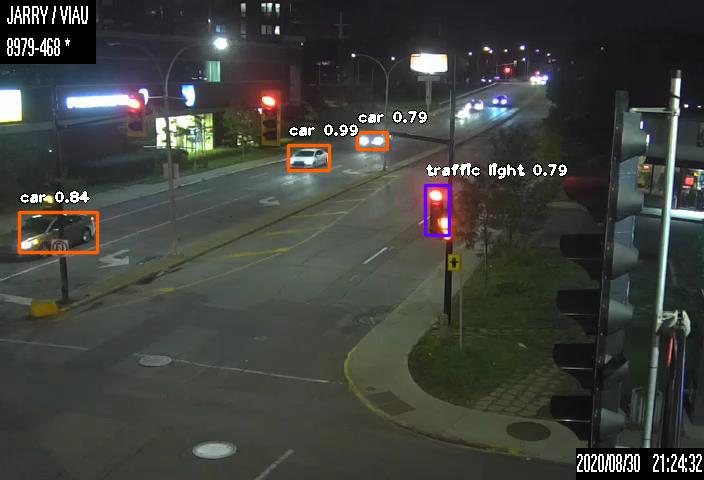 JARRY / VIAU
8979-468 *
car 0.79
car 0.99
traffic light 0.79
car 0.84
2020/08/30 21:24:32